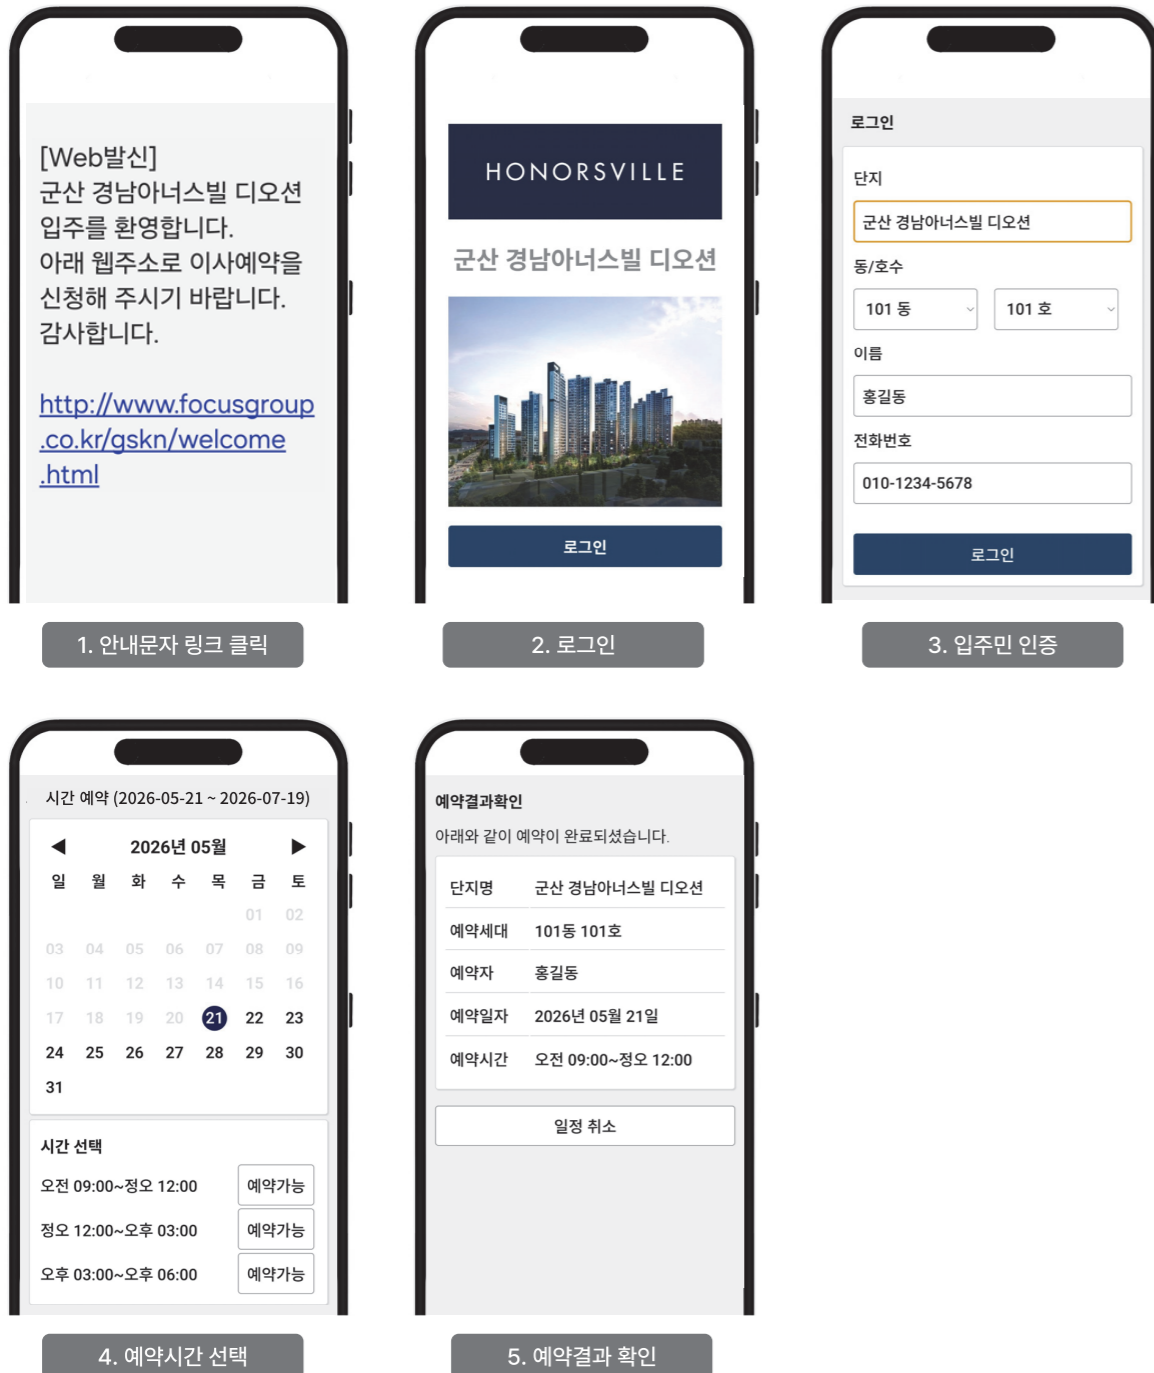 [Web발신]
군산 경남아너스빌 디오션
입주를 환영합니다.
아래 웹주소로 이사예약을
신청해 주시기 바랍니다.
감사합니다.
http://www.focusgroup
.co.kr/gskn/welcome
.html
1. 안내문자 링크 클릭
HONORSVILLE
군산 경남아너스빌 디오션
로그인
2. 로그인
로그인
단지
군산 경남아너스빌 디오션
동/호수
101 동 101 호
이름
홍길동
전화번호
010-1234-5678
로그인
3. 입주민 인증
시간 예약 (2026-05-21 ~ 2026-07-19)
◀ 2026년 05월 ▶
일 월 화 수 목 금 토
01 02
03 04 05 06 07 08 09
10 11 12 13 14 15 16
17 18 19 20 21 22 23
24 25 26 27 28 29 30
31
시간 선택
오전 09:00~정오 12:00 예약가능
정오 12:00~오후 03:00 예약가능
오후 03:00~오후 06:00 예약가능
4. 예약시간 선택
예약결과확인
아래와 같이 예약이 완료되셨습니다.
단지명 군산 경남아너스빌 디오션
예약세대 101동 101호
예약자 홍길동
예약일자 2026년 05월 21일
예약시간 오전 09:00~정오 12:00
일정 취소
5. 예약결과 확인